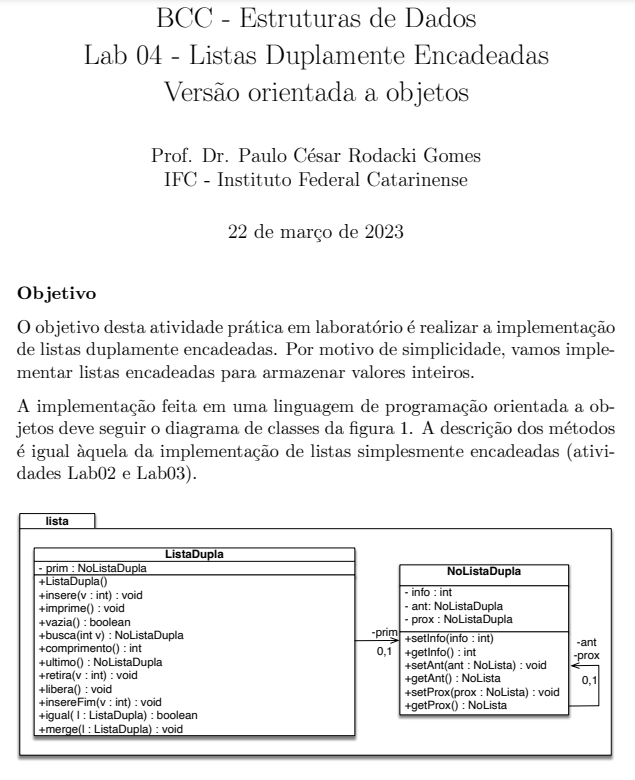 BCC - Estruturas de Dados
Lab 04 - Listas Duplamente Encadeadas
Versão orientada a objetos
Prof. Dr. Paulo César Rodacki Gomes
IFC - Instituto Federal Catarinense
22 de março de 2023
Objetivo
O objetivo desta atividade prática em laboratório é realizar a implementação
de listas duplamente encadeadas. Por motivo de simplicidade, vamos imple-
mentar listas encadeadas para armazenar valores inteiros.
A implementação feita em uma linguagem de programação orientada a ob-
jetos deve seguir o diagrama de classes da figura 1. A descrição dos métodos
é igual àquela da implementação de listas simplesmente encadeadas (ativi-
dades Lab02 e Lab03).
lista
ListaDupla
- prim : NoListaDupla
+ListaDupla()
+insere(v : int) : void
+imprime() : void
+vazia() : boolean
+busca(int v) : NoListaDupla
+comprimento() : int
+ultimo() : NoListaDupla
+retira(v : int) : void
+libera() : void
+insereFim(v : int) : void
+igual( l : ListaDupla) : boolean
+merge(l : ListaDupla) : void
-prim
0,1
NoListaDupla
- info : int
- ant: NoListaDupla
- prox : NoListaDupla
+setInfo(info : int)
+getInfo() : int
+setAnt(ant : NoLista) : void
+getAnt() : NoLista
+setProx(prox : NoLista) : void
+getProx() : NoLista
-ant
-prox
0,1